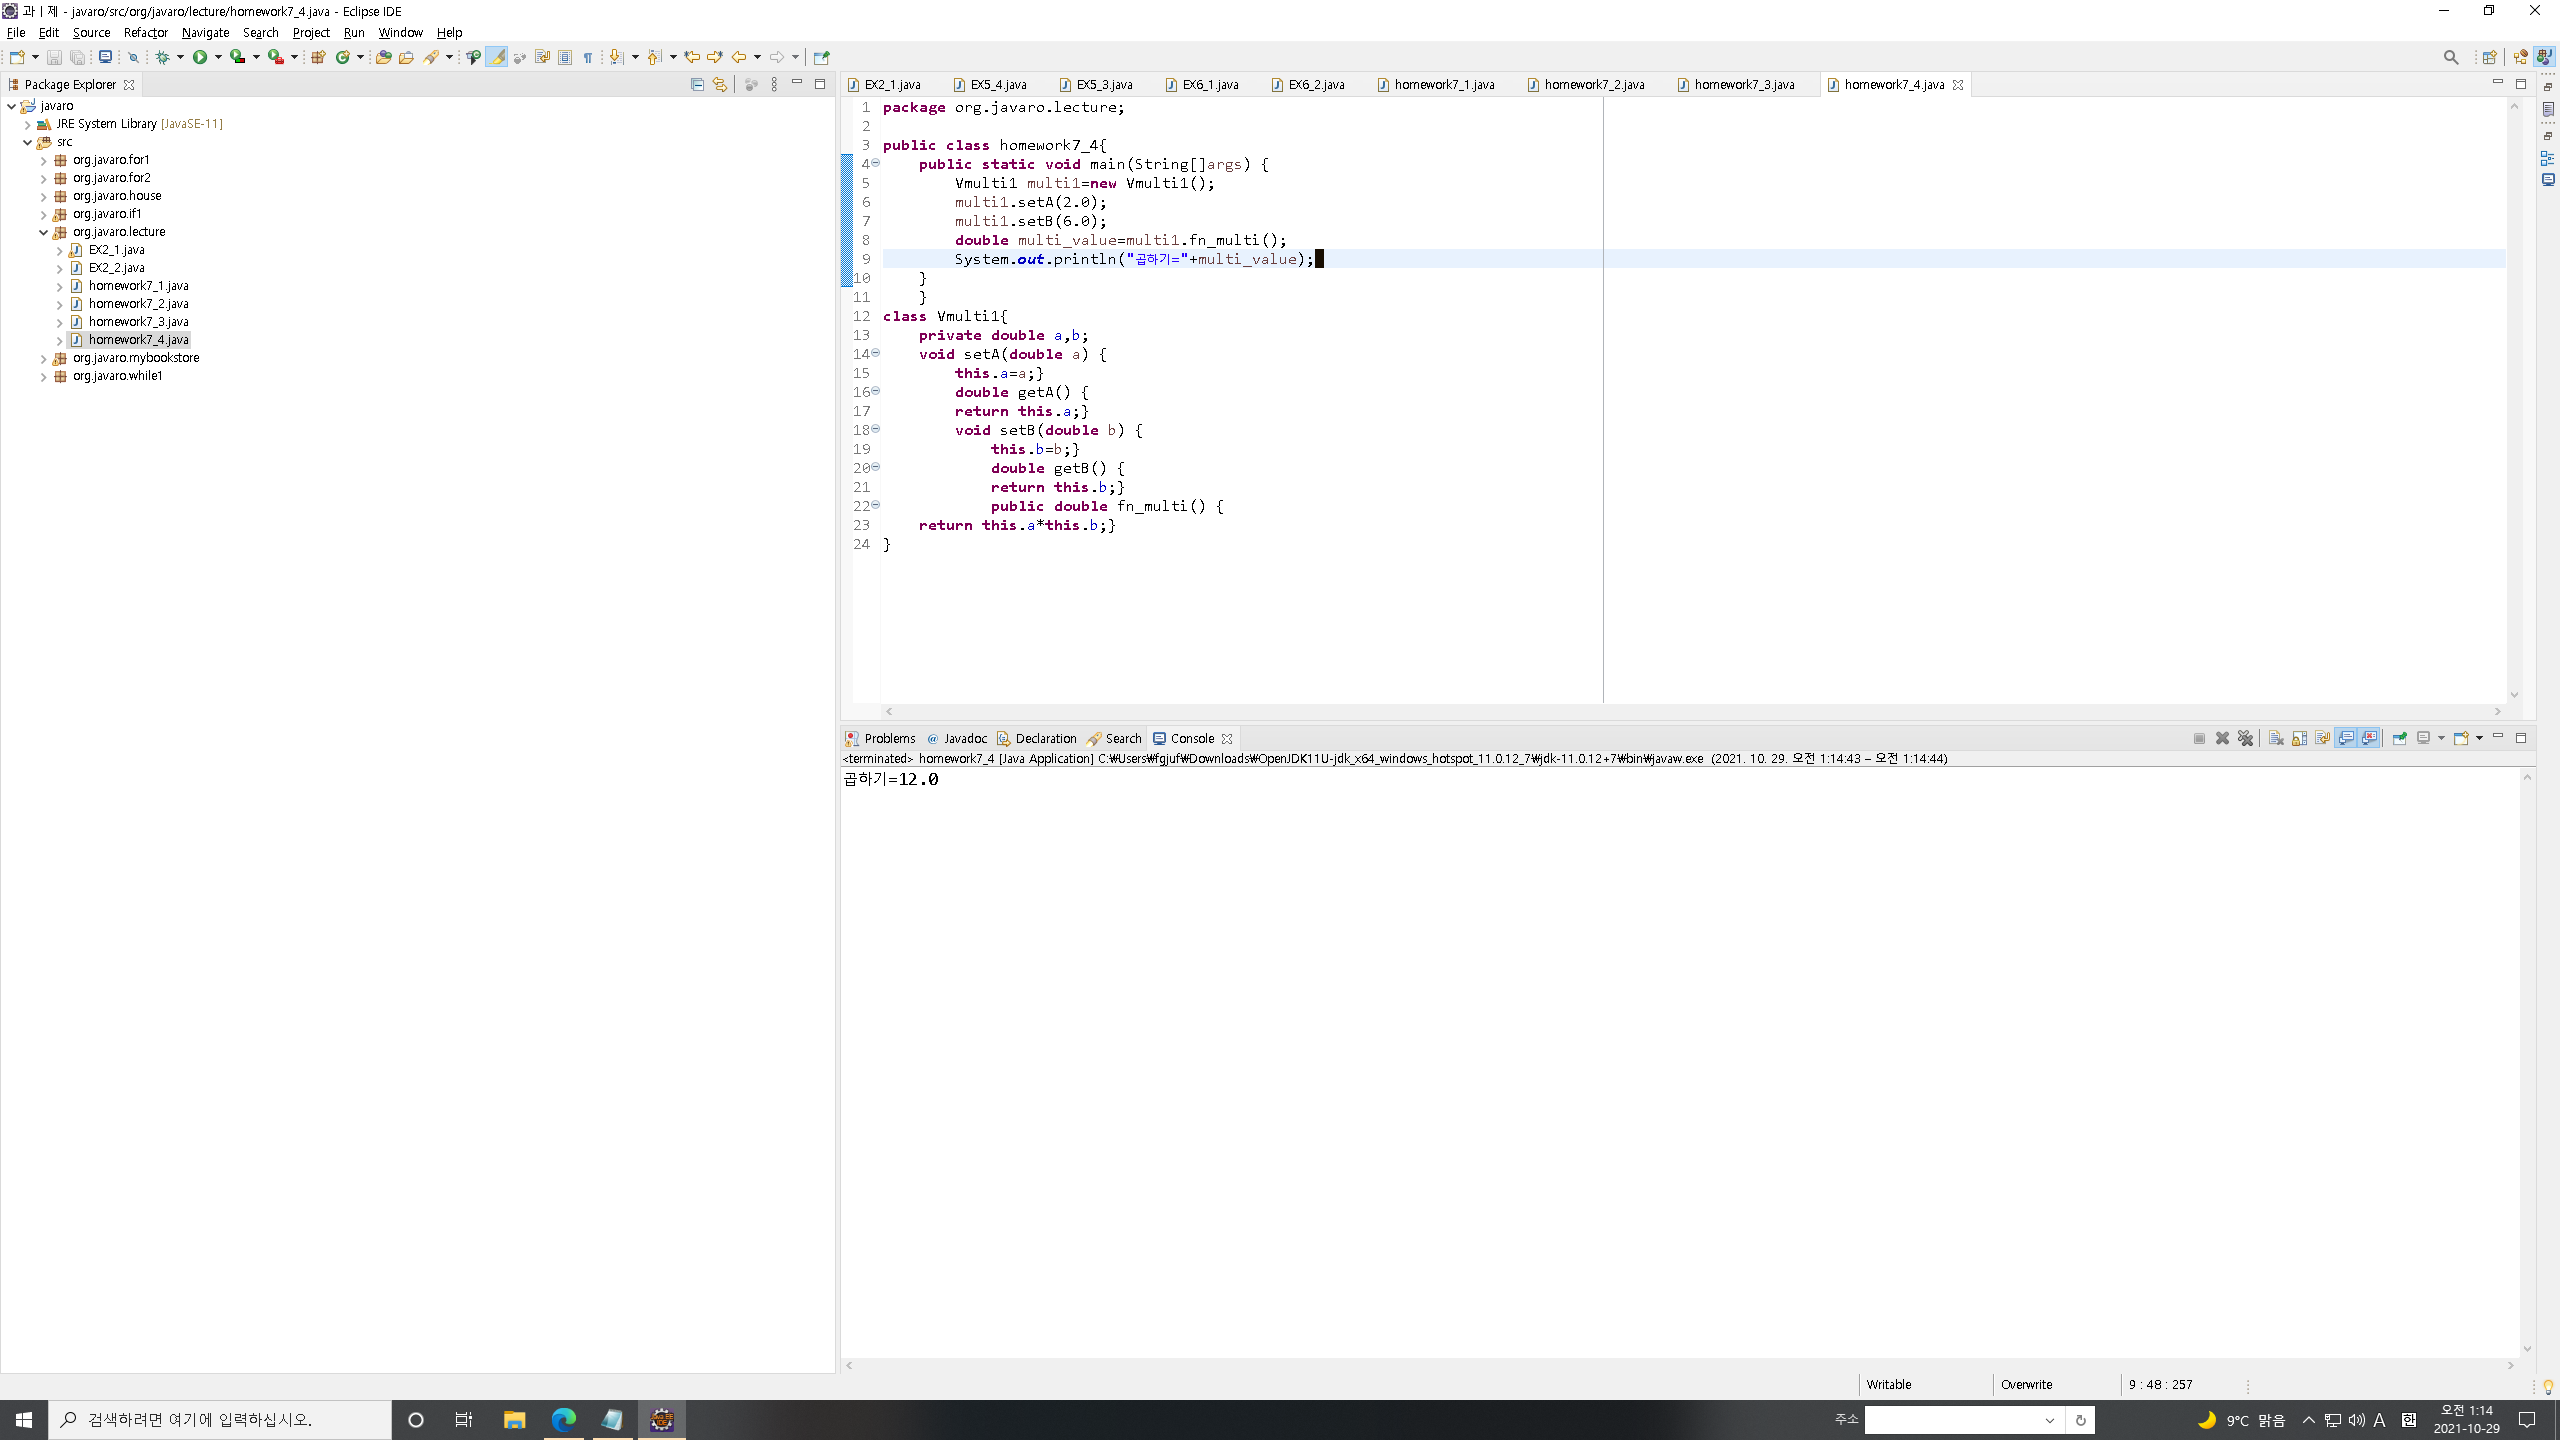 과ㅣ제 - javaro/src/org/javaro/lecture/homework7_4.java - Eclipse IDE
File Edit Source Refactor Navigate Search Project Run Window Help
Package Explorer
javaro
JRE System Library [JavaSE-11]
src
org.javaro.for1
org.javaro.for2
org.javaro.house
org.javaro.if1
org.javaro.lecture
EX2_1.java
EX2_2.java
homework7_1.java
homework7_2.java
homework7_3.java
homework7_4.java
org.javaro.mybookstore
org.javaro.while1
EX2_1.java EX5_4.java EX5_3.java EX6_1.java EX6_2.java homework7_1.java homework7_2.java homework7_3.java homework7_4.java
1 package org.javaro.lecture;
2
3 public class homework7_4{
4 public static void main(String[]args) {
5 Vmulti1 multi1=new Vmulti1();
6 multi1.setA(2.0);
7 multi1.setB(6.0);
8 double multi_value=multi1.fn_multi();
9 System.out.println("곱하기="+multi_value);
10 }
11 }
12 class Vmulti1{
13 private double a,b;
14 void setA(double a) {
15 this.a=a;}
16 double getA() {
17 return this.a;}
18 void setB(double b) {
19 this.b=b;}
20 double getB() {
21 return this.b;}
22 public double fn_multi() {
23 return this.a*this.b;}
24 }
Problems Javadoc Declaration Search Console
<terminated> homework7_4 [Java Application] C:₩Users₩fgjuf₩Downloads₩OpenJDK11U-jdk_x64_windows_hotspot_11.0.12_7₩jdk-11.0.12+7₩bin₩javaw.exe (2021. 10. 29. 오전 1:14:43 – 오전 1:14:44)
곱하기=12.0
Writable Overwrite 9 : 48 : 257
검색하려면 여기에 입력하십시오. 주소 9°C 맑음 A 한 오전 1:14
2021-10-29